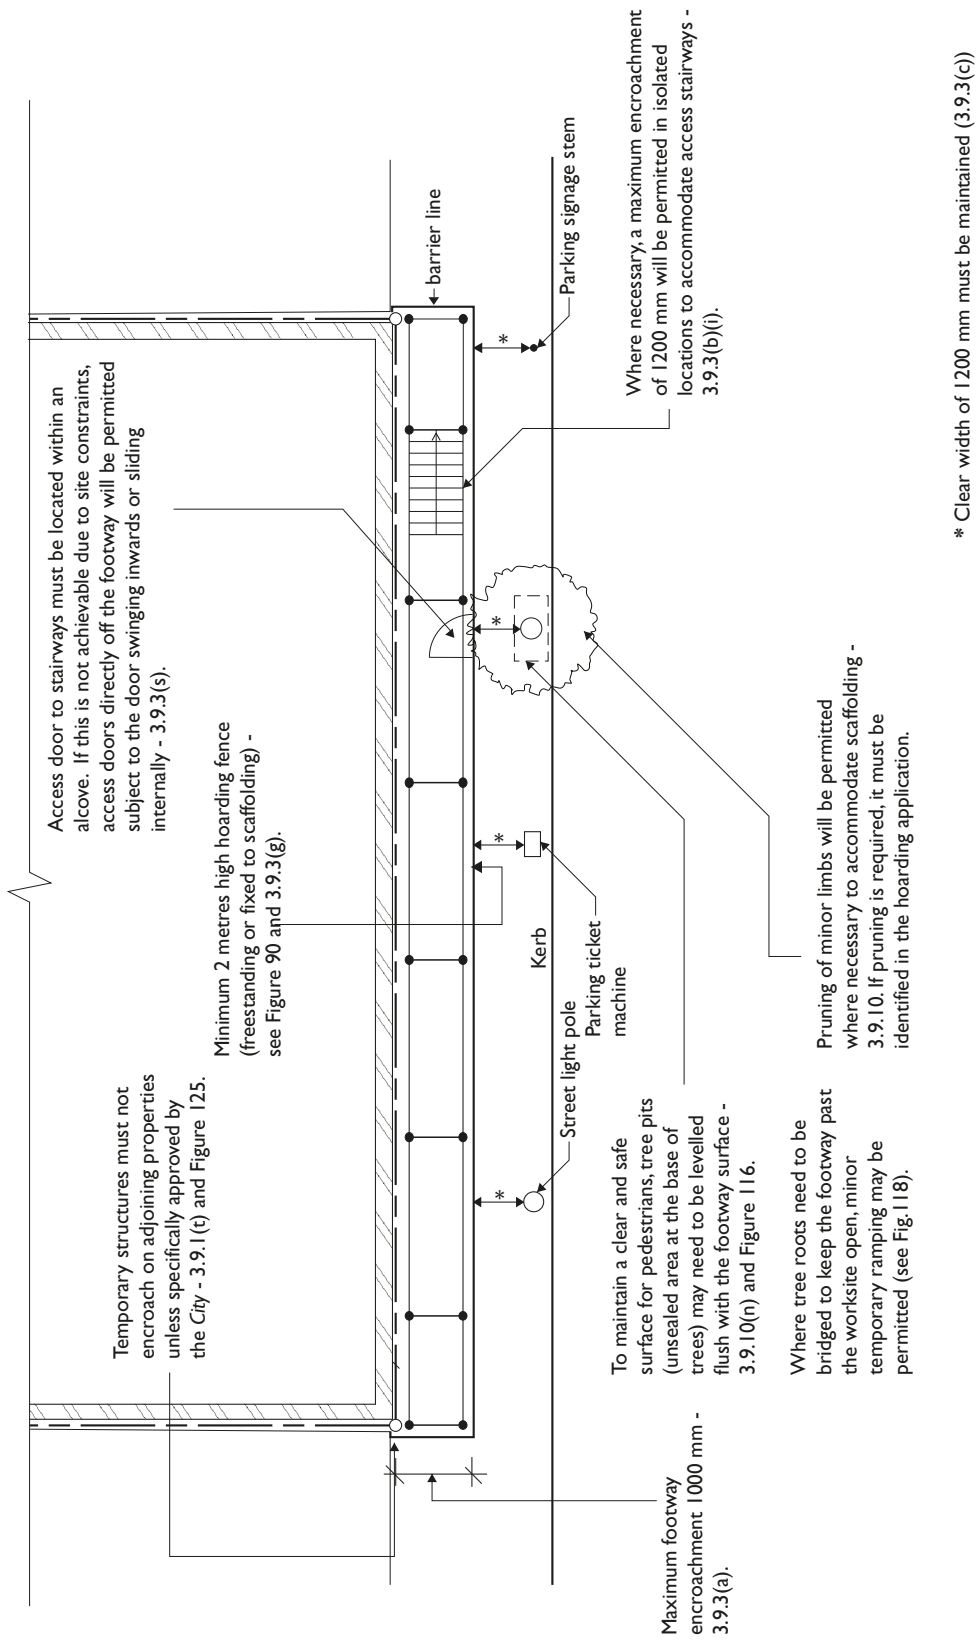 Temporary structures must not
encroach on adjoining properties
unless specifically approved by
the City - 3.9.1(t) and Figure 125.
Minimum 2 metres high hoarding fence
(freestanding or fixed to scaffolding) -
see Figure 90 and 3.9.3(g).
Access door to stairways must be located within an
alcove. If this is not achievable due to site constraints,
access doors directly off the footway will be permitted
subject to the door swinging inwards or sliding
internally - 3.9.3(s).
barrier line
*
*
*
*
Kerb
Street light pole
Parking ticket
machine
Parking signage stem
Maximum footway
encroachment 1000 mm -
3.9.3(a).
To maintain a clear and safe
surface for pedestrians, tree pits
(unsealed area at the base of
trees) may need to be levelled
flush with the footway surface -
3.9.10(n) and Figure 116.
Where necessary, a maximum encroachment
of 1200 mm will be permitted in isolated
locations to accommodate access stairways -
3.9.3(b)(i).
Where tree roots need to be
bridged to keep the footway past
the worksite open, minor
temporary ramping may be
permitted (see Fig.118).
Pruning of minor limbs will be permitted
where necessary to accommodate scaffolding -
3.9.10. If pruning is required, it must be
identified in the hoarding application.
* Clear width of 1200 mm must be maintained (3.9.3(c))